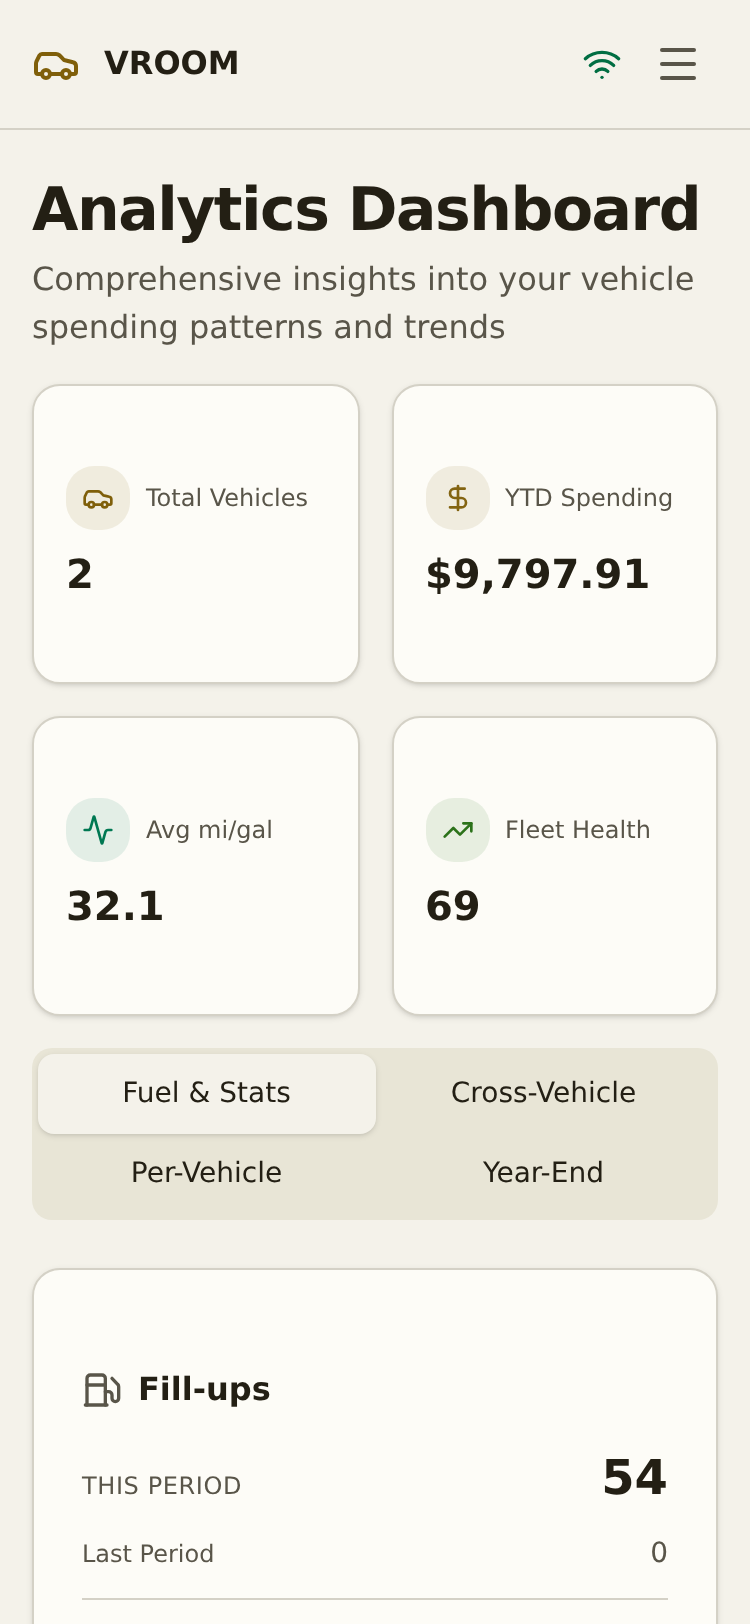 VROOM
Analytics Dashboard
Comprehensive insights into your vehicle
spending patterns and trends
Total Vehicles
2
YTD Spending
$9,797.91
Avg mi/gal
32.1
Fleet Health
69
Fuel & Stats
Cross-Vehicle
Per-Vehicle
Year-End
Fill-ups
THIS PERIOD
54
Last Period
0